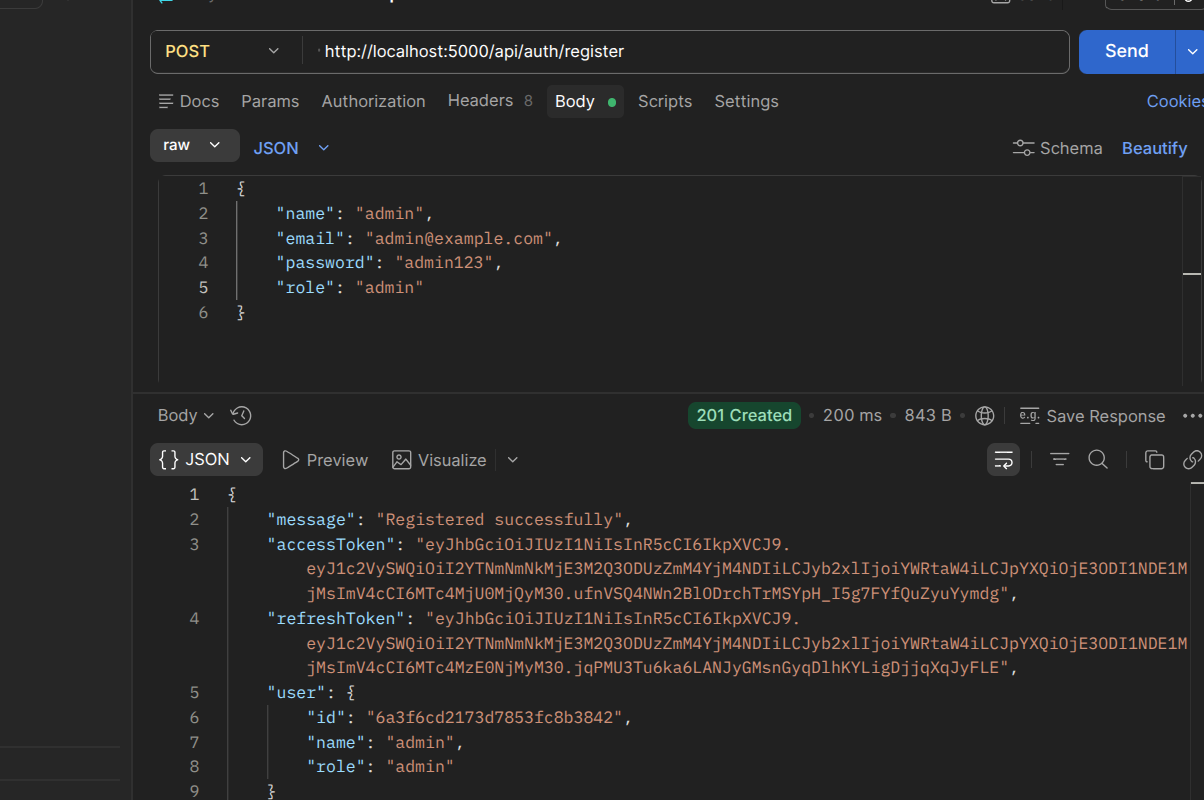 POST http://localhost:5000/api/auth/register Send
Docs Params Authorization Headers 8 Body Scripts Settings Cookies
raw JSON Schema Beautify
1 {
2 "name": "admin",
3 "email": "admin@example.com",
4 "password": "admin123",
5 "role": "admin"
6 }
Body 201 Created 200 ms 843 B e.g. Save Response
{} JSON Preview Visualize
1 {
2 "message": "Registered successfully",
3 "accessToken": "eyJhbGciOiJIUzI1NiIsInR5cCI6IkpXVCJ9.
eyJ1c2VySWQiOiI2YTNmNmNkMjE3M2Q3ODUzZmM4YjM4NDIiLCJyb2xlIjoiYWRtaW4iLCJpYXQiOjE3ODI1NDE1M
jMsImV4cCI6MTc4MjU0MjQyM30.ufnVSQ4NWn2BlODrchTrMSYpH_I5g7FYfQuZyuYymdg",
4 "refreshToken": "eyJhbGciOiJIUzI1NiIsInR5cCI6IkpXVCJ9.
eyJ1c2VySWQiOiI2YTNmNmNkMjE3M2Q3ODUzZmM4YjM4NDIiLCJyb2xlIjoiYWRtaW4iLCJpYXQiOjE3ODI1NDE1M
jMsImV4cCI6MTc4MzE0NjMyM30.jqPMU3Tu6ka6LANJyGMsnGyqDlhKYLigDjjqXqJyFLE",
5 "user": {
6 "id": "6a3f6cd2173d7853fc8b3842",
7 "name": "admin",
8 "role": "admin"
9 }